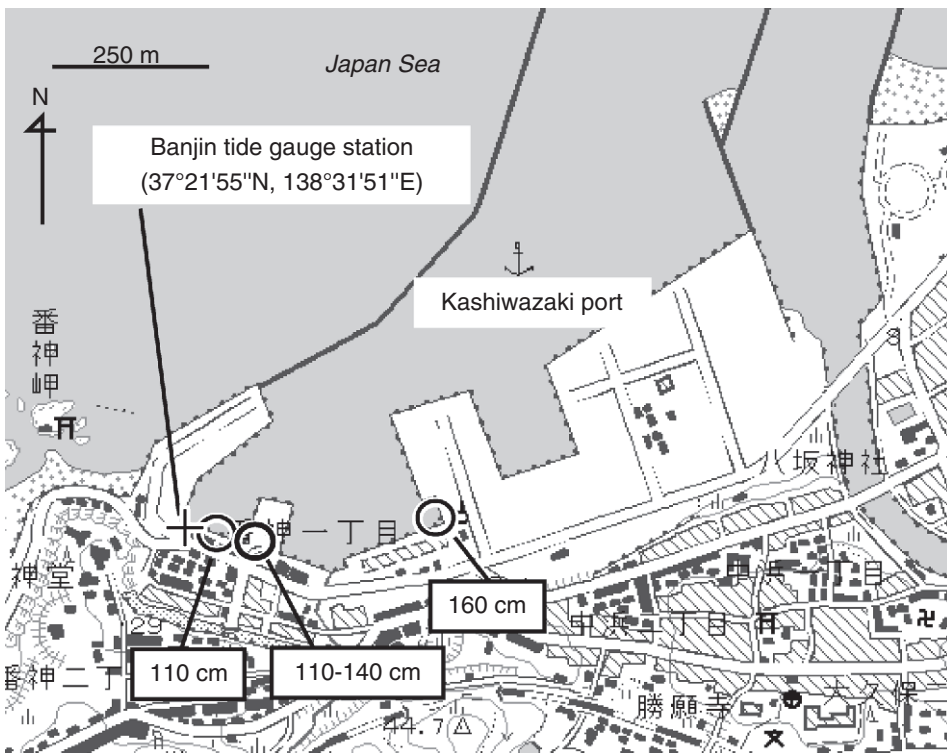 250 m
Japan Sea
N
Banjin tide gauge station
(37°21'55"N, 138°31'51"E)
Kashiwazaki port
番神岬
八坂神社
神一丁目
160 cm
神堂
中浜一丁目
29
中浜二丁目
110 cm
110-140 cm
番神二丁
勝願寺
大久保
44.7